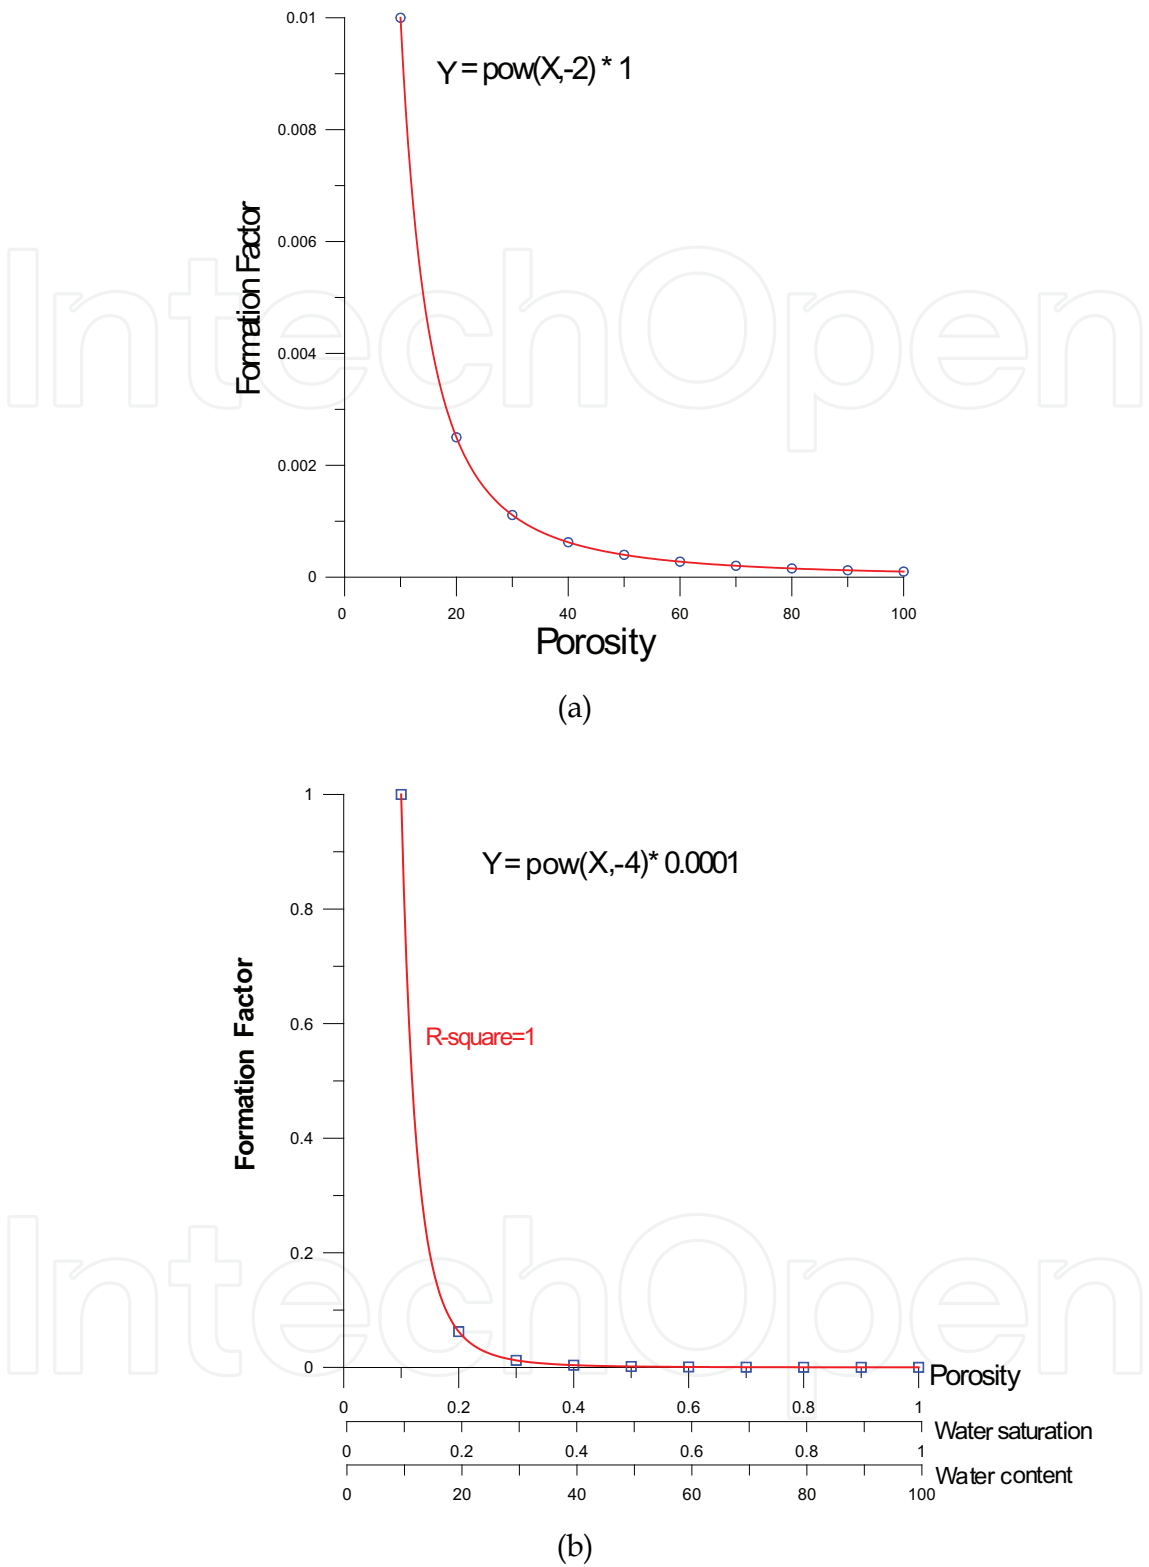 0.01
Y = pow(X,-2) * 1
0.008
0.006
Formation Factor
0.004
0.002
0
0 20 40 60 80 100
Porosity
(a)
IntechOpen
1
Y = pow(X,-4) * 0.0001
0.8
0.6
R-square=1
Formation Factor
0.4
0.2
0
Porosity
0 0.2 0.4 0.6 0.8 1
Water saturation
0 0.2 0.4 0.6 0.8 1
Water content
0 20 40 60 80 100
(b)
IntechOpen